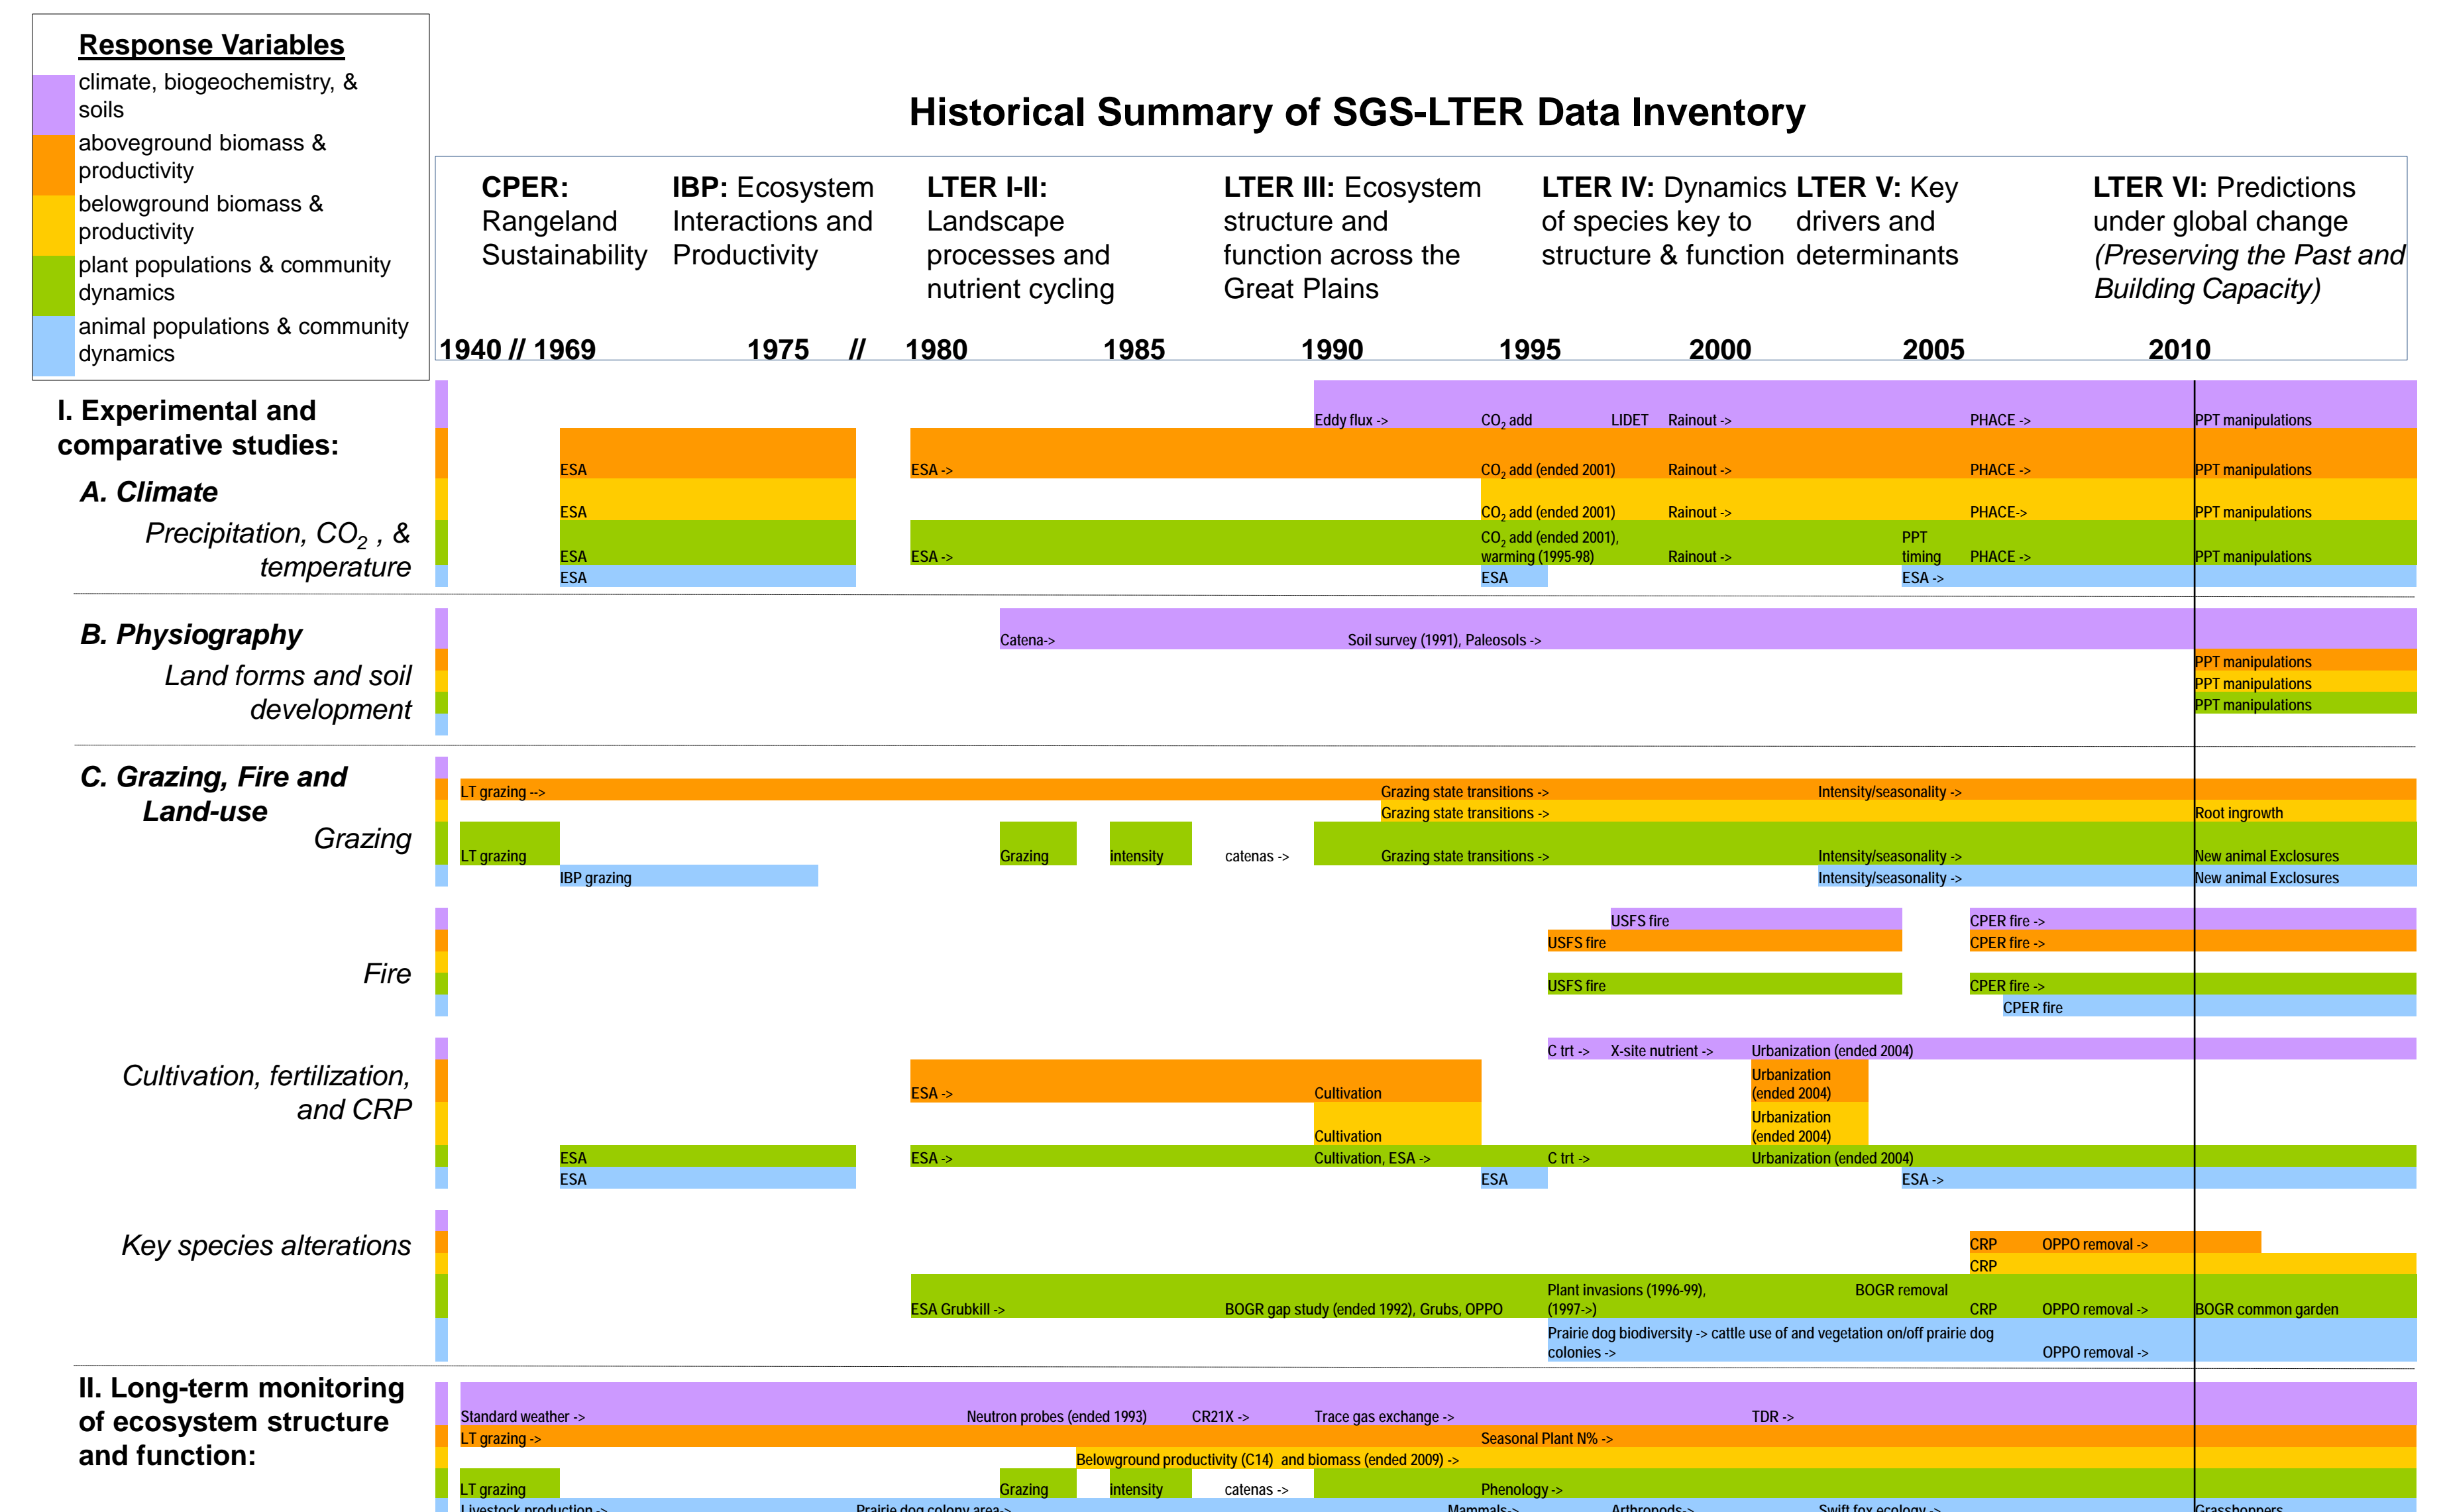 Response Variables
climate, biogeochemistry, &
soils
aboveground biomass &
productivity
belowground biomass &
productivity
plant populations & community
dynamics
animal populations & community
dynamics
Historical Summary of SGS-LTER Data Inventory
CPER:
Rangeland
Sustainability
IBP: Ecosystem
Interactions and
Productivity
LTER I-II:
Landscape
processes and
nutrient cycling
LTER III: Ecosystem
structure and
function across the
Great Plains
LTER IV: Dynamics
of species key to
structure & function
LTER V: Key
drivers and
determinants
LTER VI: Predictions
under global change
(Preserving the Past and
Building Capacity)
1940 // 1969 1975 // 1980 1985 1990 1995 2000 2005 2010
I. Experimental and
comparative studies:
A. Climate
Precipitation, CO2 , &
temperature
Eddy flux -> CO2 add LIDET Rainout -> PHACE -> PPT manipulations
ESA ESA -> CO2 add (ended 2001) Rainout -> PHACE -> PPT manipulations
ESA CO2 add (ended 2001) Rainout -> PHACE-> PPT manipulations
CO2 add (ended 2001), PPT
ESA ESA -> warming (1995-98) Rainout -> timing PHACE -> PPT manipulations
ESA ESA ESA ->
B. Physiography
Land forms and soil
development
Catena-> Soil survey (1991), Paleosols ->
PPT manipulations
PPT manipulations
PPT manipulations
C. Grazing, Fire and
Land-use
Grazing
LT grazing --> Grazing state transitions -> Intensity/seasonality ->
Grazing state transitions -> Root ingrowth
LT grazing Grazing intensity catenas -> Grazing state transitions -> Intensity/seasonality -> New animal Exclosures
IBP grazing Intensity/seasonality -> New animal Exclosures
Fire
USFS fire CPER fire ->
USFS fire CPER fire ->
USFS fire CPER fire ->
CPER fire
Cultivation, fertilization,
and CRP
C trt -> X-site nutrient -> Urbanization (ended 2004)
Urbanization
ESA -> Cultivation (ended 2004)
Urbanization
Cultivation (ended 2004)
ESA ESA -> Cultivation, ESA -> C trt -> Urbanization (ended 2004)
ESA ESA ESA ->
Key species alterations
CRP OPPO removal ->
CRP
Plant invasions (1996-99), BOGR removal
ESA Grubkill -> BOGR gap study (ended 1992), Grubs, OPPO (1997->) CRP OPPO removal -> BOGR common garden
Prairie dog biodiversity -> cattle use of and vegetation on/off prairie dog
colonies -> OPPO removal ->
II. Long-term monitoring
of ecosystem structure
and function:
Standard weather -> Neutron probes (ended 1993) CR21X -> Trace gas exchange -> TDR ->
LT grazing -> Seasonal Plant N% ->
Belowground productivity (C14) and biomass (ended 2009) ->
LT grazing Grazing intensity catenas -> Phenology ->
Livestock production -> Prairie dog colony area-> Mammals-> Arthropods-> Swift fox ecology -> Grasshoppers